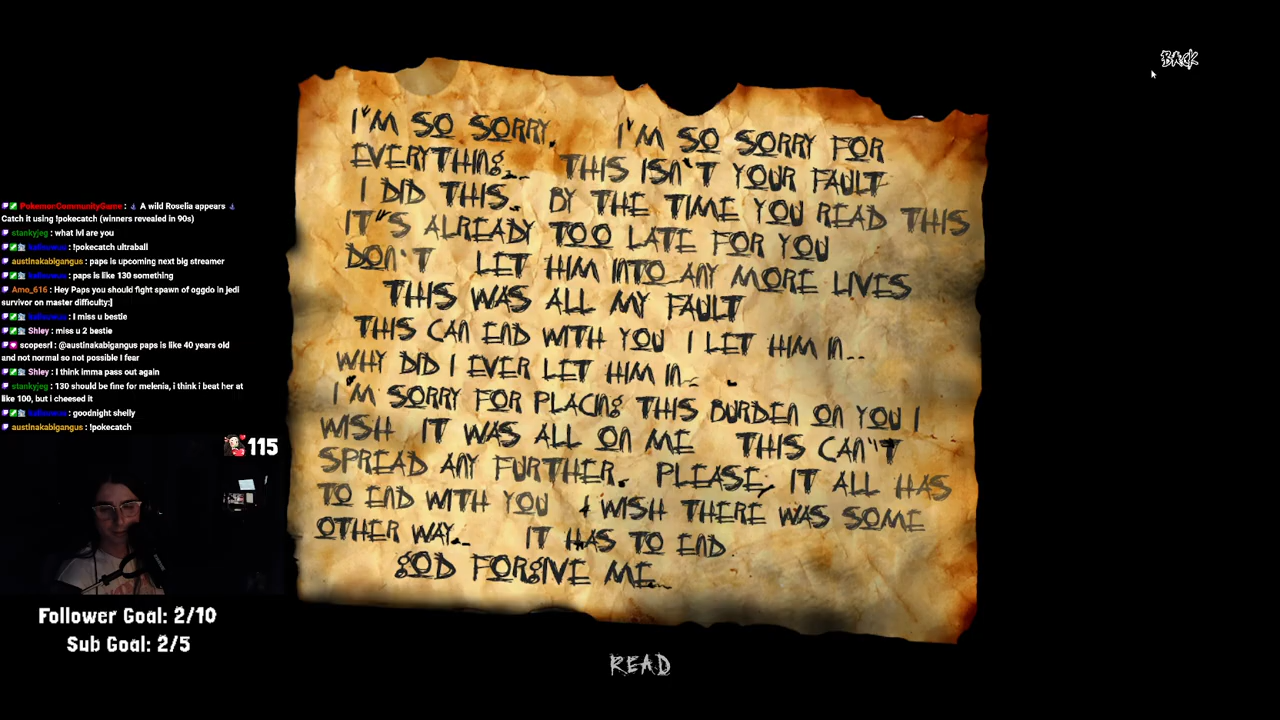 BACK
I'M SO SORRY. I'M SO SORRY FOR
EVERYTHING... THIS ISN'T YOUR FAULT
I DID THIS. BY THE TIME YOU READ THIS
IT'S ALREADY TOO LATE FOR YOU
DON'T LET HIM INTO ANY MORE LIVES
THIS WAS ALL MY FAULT
THIS CAN END WITH YOU I LET HIM IN..
WHY DID I EVER LET HIM IN..
I'M SORRY FOR PLACING THIS BURDEN ON YOU I
WISH IT WAS ALL ON ME THIS CAN'T
SPREAD ANY FURTHER. PLEASE, IT ALL HAS
TO END WITH YOU I WISH THERE WAS SOME
OTHER WAY... IT HAS TO END
GOD FORGIVE ME...
READ
PokemonCommunityGame : A wild Roselia appears
Catch it using !pokecatch (winners revealed in 90s)
stankyjeg : what lvl are you
: !pokecatch ultraball
austinakabigangus : paps is upcoming next big streamer
: paps is like 130 something
Amo_616 : Hey Paps you should fight spawn of oggdo in jedi
survivor on master difficulty:]
: I miss u bestie
Shley : miss u 2 bestie
scopesrl : @austinakabigangus paps is like 40 years old
and not normal so not possible I fear
Shley : I think imma pass out again
stankyjeg : 130 should be fine for melenia, i think i beat her at
like 100, but i cheesed it
: goodnight shelly
austinakabigangus : !pokecatch
115
Follower Goal: 2/10
Sub Goal: 2/5